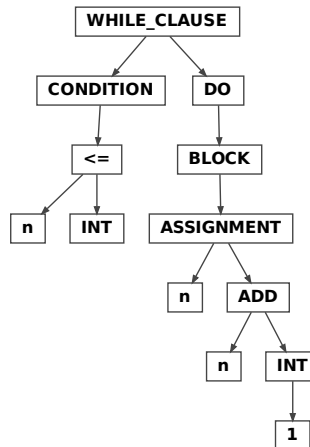 WHILE_CLAUSE
CONDITION DO
<= BLOCK
n INT ASSIGNMENT
n ADD
n INT
1